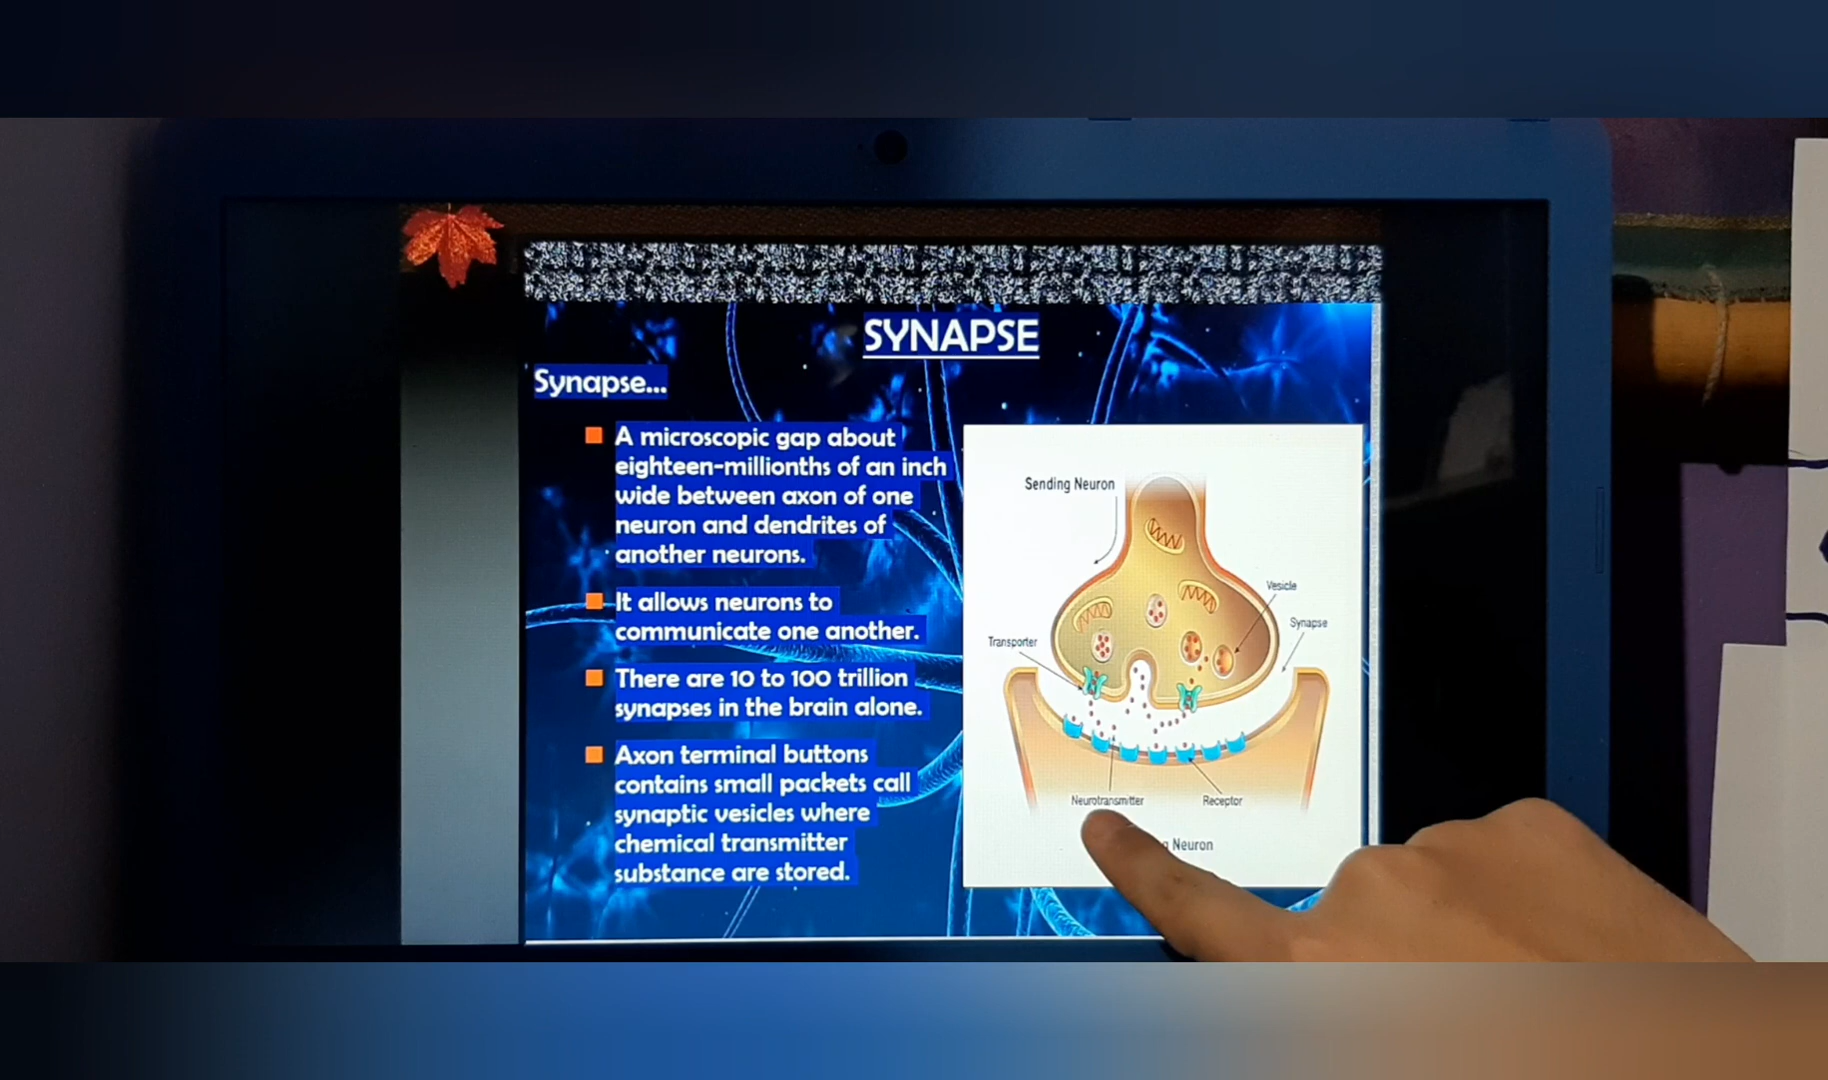 SYNAPSE
Synapse...
A microscopic gap about
eighteen-millionths of an inch
wide between axon of one
neuron and dendrites of
another neurons.
It allows neurons to
communicate one another.
There are 10 to 100 trillion
synapses in the brain alone.
Axon terminal buttons
contains small packets call
synaptic vesicles where
chemical transmitter
substance are stored.
Sending Neuron
Vesicle
Synapse
Transporter
Neurotransmitter
Receptor
Neuron